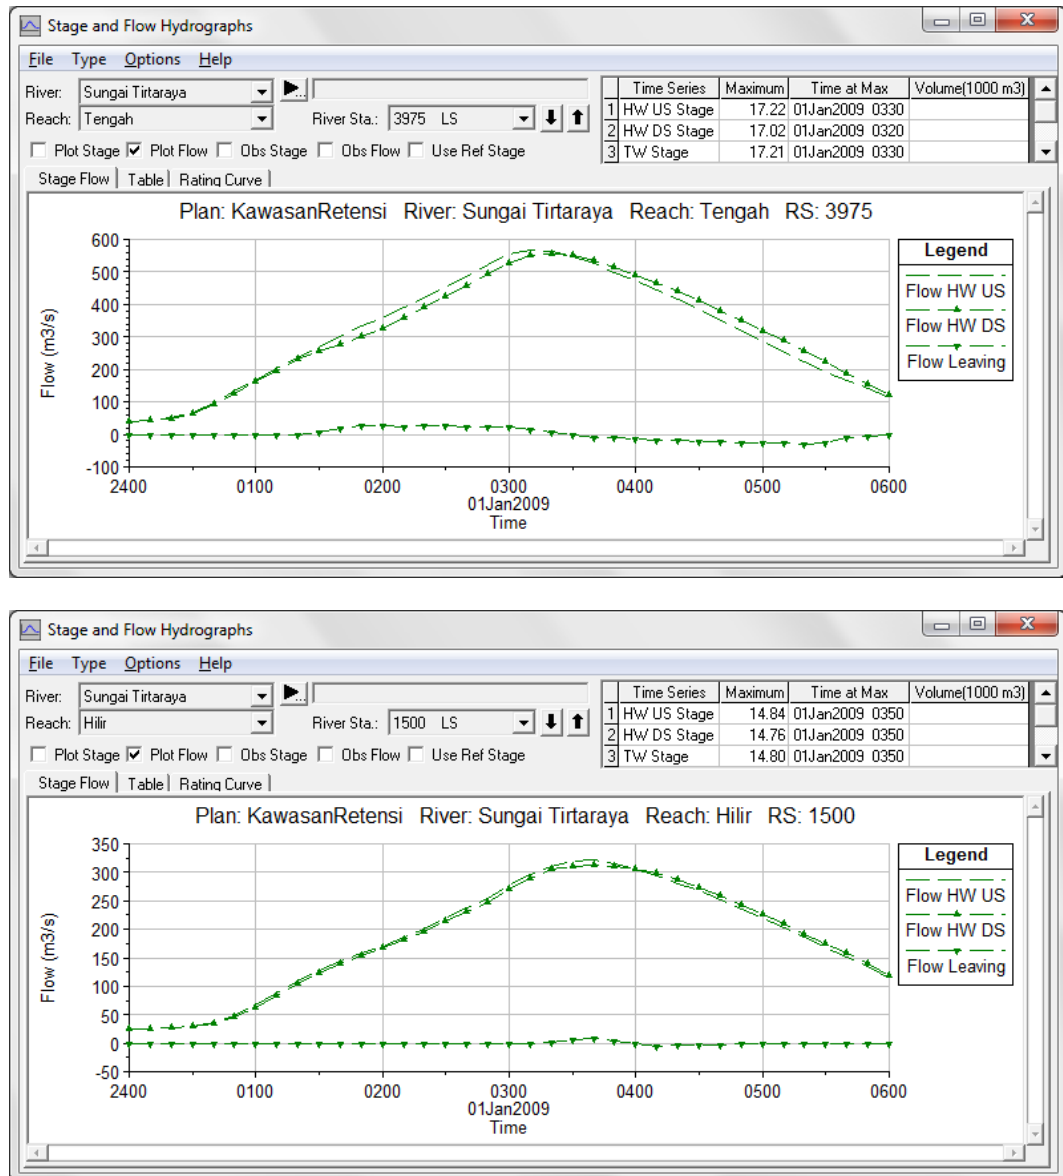 Stage and Flow Hydrographs
File Type Options Help
River: Sungai Tirtaraya
Reach: Tengah River Sta.: 3975 LS
Plot Stage Plot Flow Obs Stage Obs Flow Use Ref Stage
Time Series Maximum Time at Max Volume(1000 m3)
1 HW US Stage 17.22 01Jan2009 0330
2 HW DS Stage 17.02 01Jan2009 0320
3 TW Stage 17.21 01Jan2009 0330
Stage Flow Table Rating Curve
Plan: KawasanRetensi River: Sungai Tirtaraya Reach: Tengah RS: 3975
Flow (m3/s)
600
500
400
300
200
100
0
-100
2400 0100 0200 0300 0400 0500 0600
01Jan2009
Time
Legend
Flow HW US
Flow HW DS
Flow Leaving
Stage and Flow Hydrographs
File Type Options Help
River: Sungai Tirtaraya
Reach: Hilir River Sta.: 1500 LS
Plot Stage Plot Flow Obs Stage Obs Flow Use Ref Stage
Time Series Maximum Time at Max Volume(1000 m3)
1 HW US Stage 14.84 01Jan2009 0350
2 HW DS Stage 14.76 01Jan2009 0350
3 TW Stage 14.80 01Jan2009 0350
Stage Flow Table Rating Curve
Plan: KawasanRetensi River: Sungai Tirtaraya Reach: Hilir RS: 1500
Flow (m3/s)
350
300
250
200
150
100
50
0
-50
2400 0100 0200 0300 0400 0500 0600
01Jan2009
Time
Legend
Flow HW US
Flow HW DS
Flow Leaving